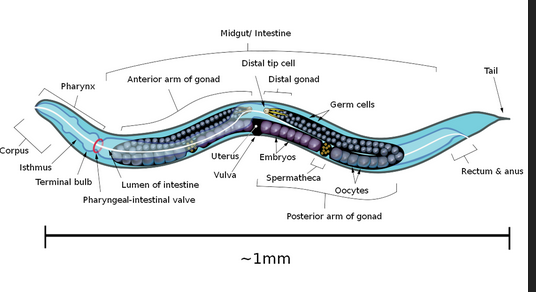 Midgut/ Intestine
Distal tip cell
Tail
Anterior arm of gonad
Distal gonad
Pharynx
Germ cells
Corpus
Isthmus
Terminal bulb
Lumen of intestine
Pharyngeal-intestinal valve
Uterus
Vulva
Embryos
Spermatheca
Oocytes
Rectum & anus
Posterior arm of gonad
~1mm